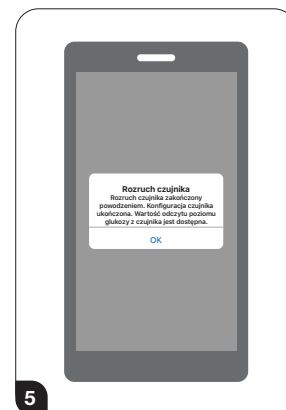 Rozruch czujnika
Rozruch czujnika zakończony
powodzeniem. Konfiguracja czujnika
ukończona. Wartość odczytu poziomu
glukozy z czujnika jest dostępna.
OK
5